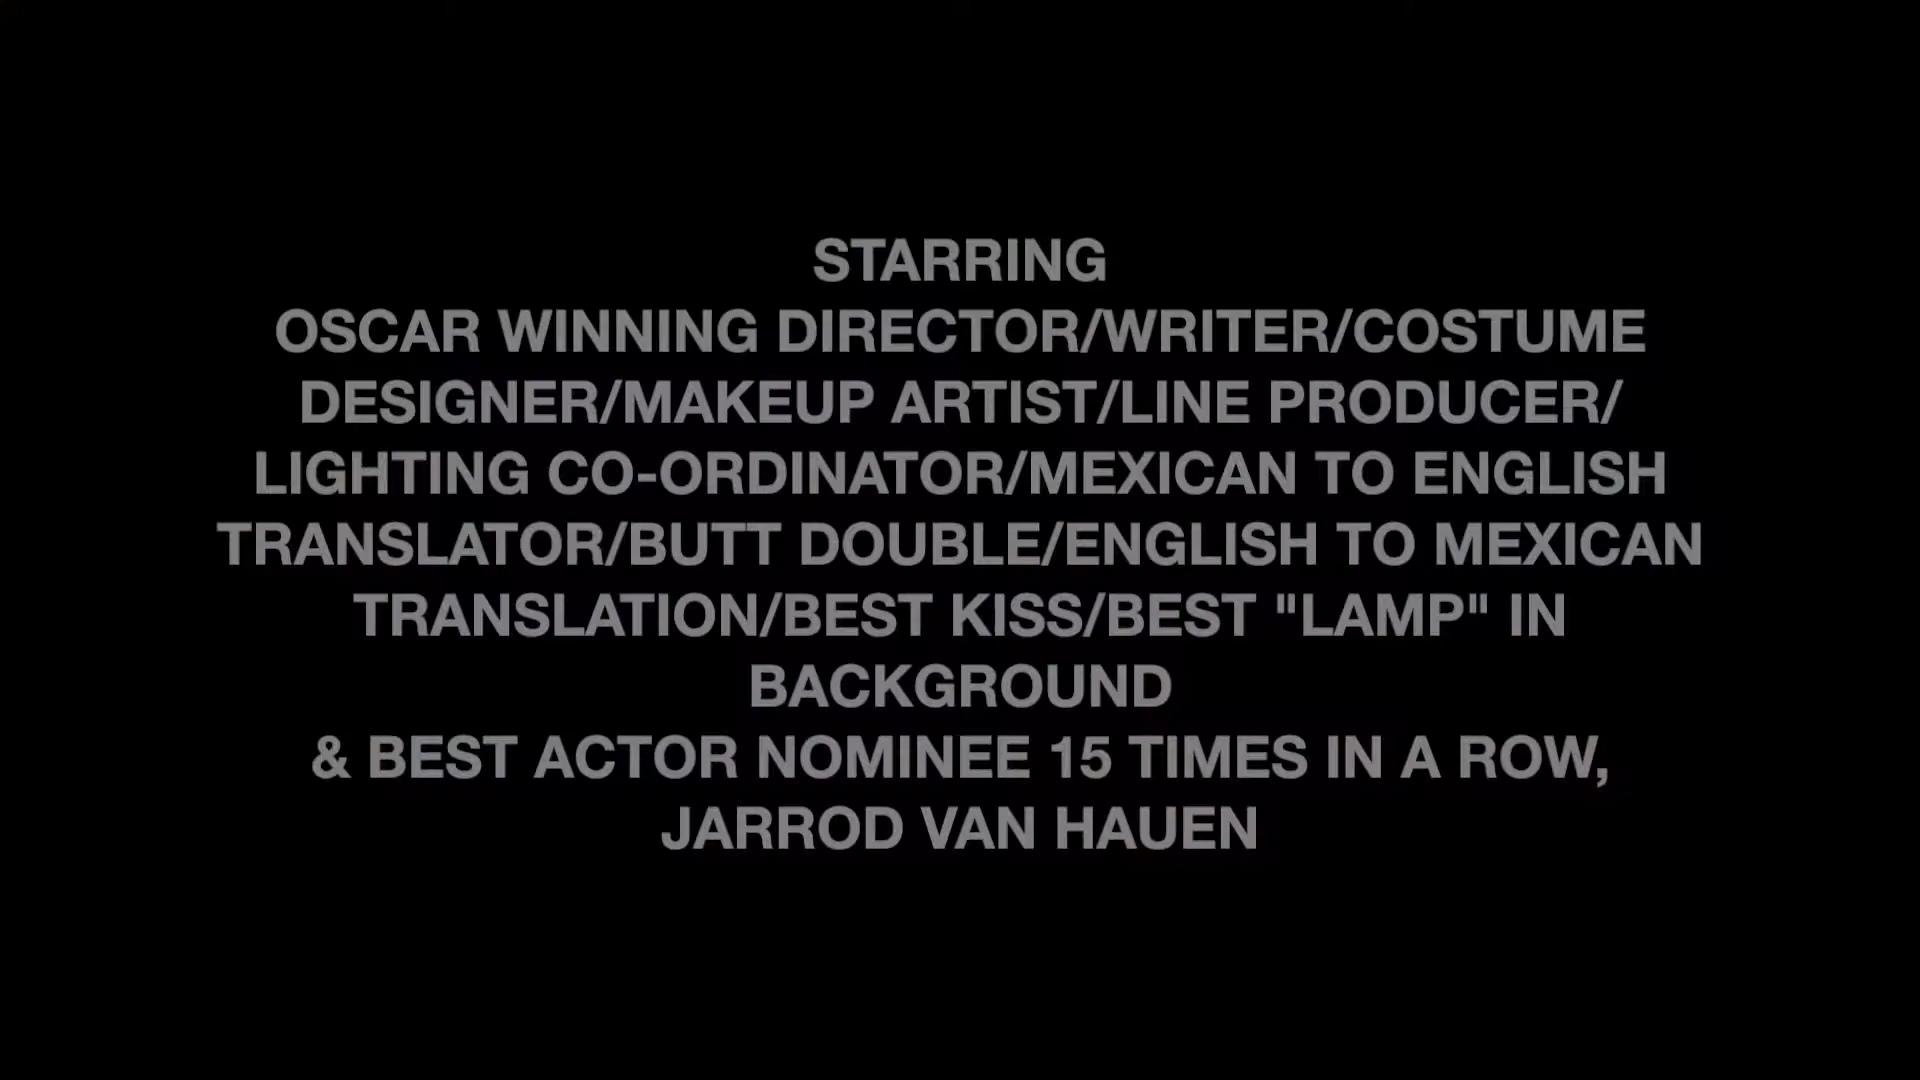 STARRING
OSCAR WINNING DIRECTOR/WRITER/COSTUME
DESIGNER/MAKEUP ARTIST/LINE PRODUCER/
LIGHTING CO-ORDINATOR/MEXICAN TO ENGLISH
TRANSLATOR/BUTT DOUBLE/ENGLISH TO MEXICAN
TRANSLATION/BEST KISS/BEST "LAMP" IN
BACKGROUND
& BEST ACTOR NOMINEE 15 TIMES IN A ROW,
JARROD VAN HAUEN